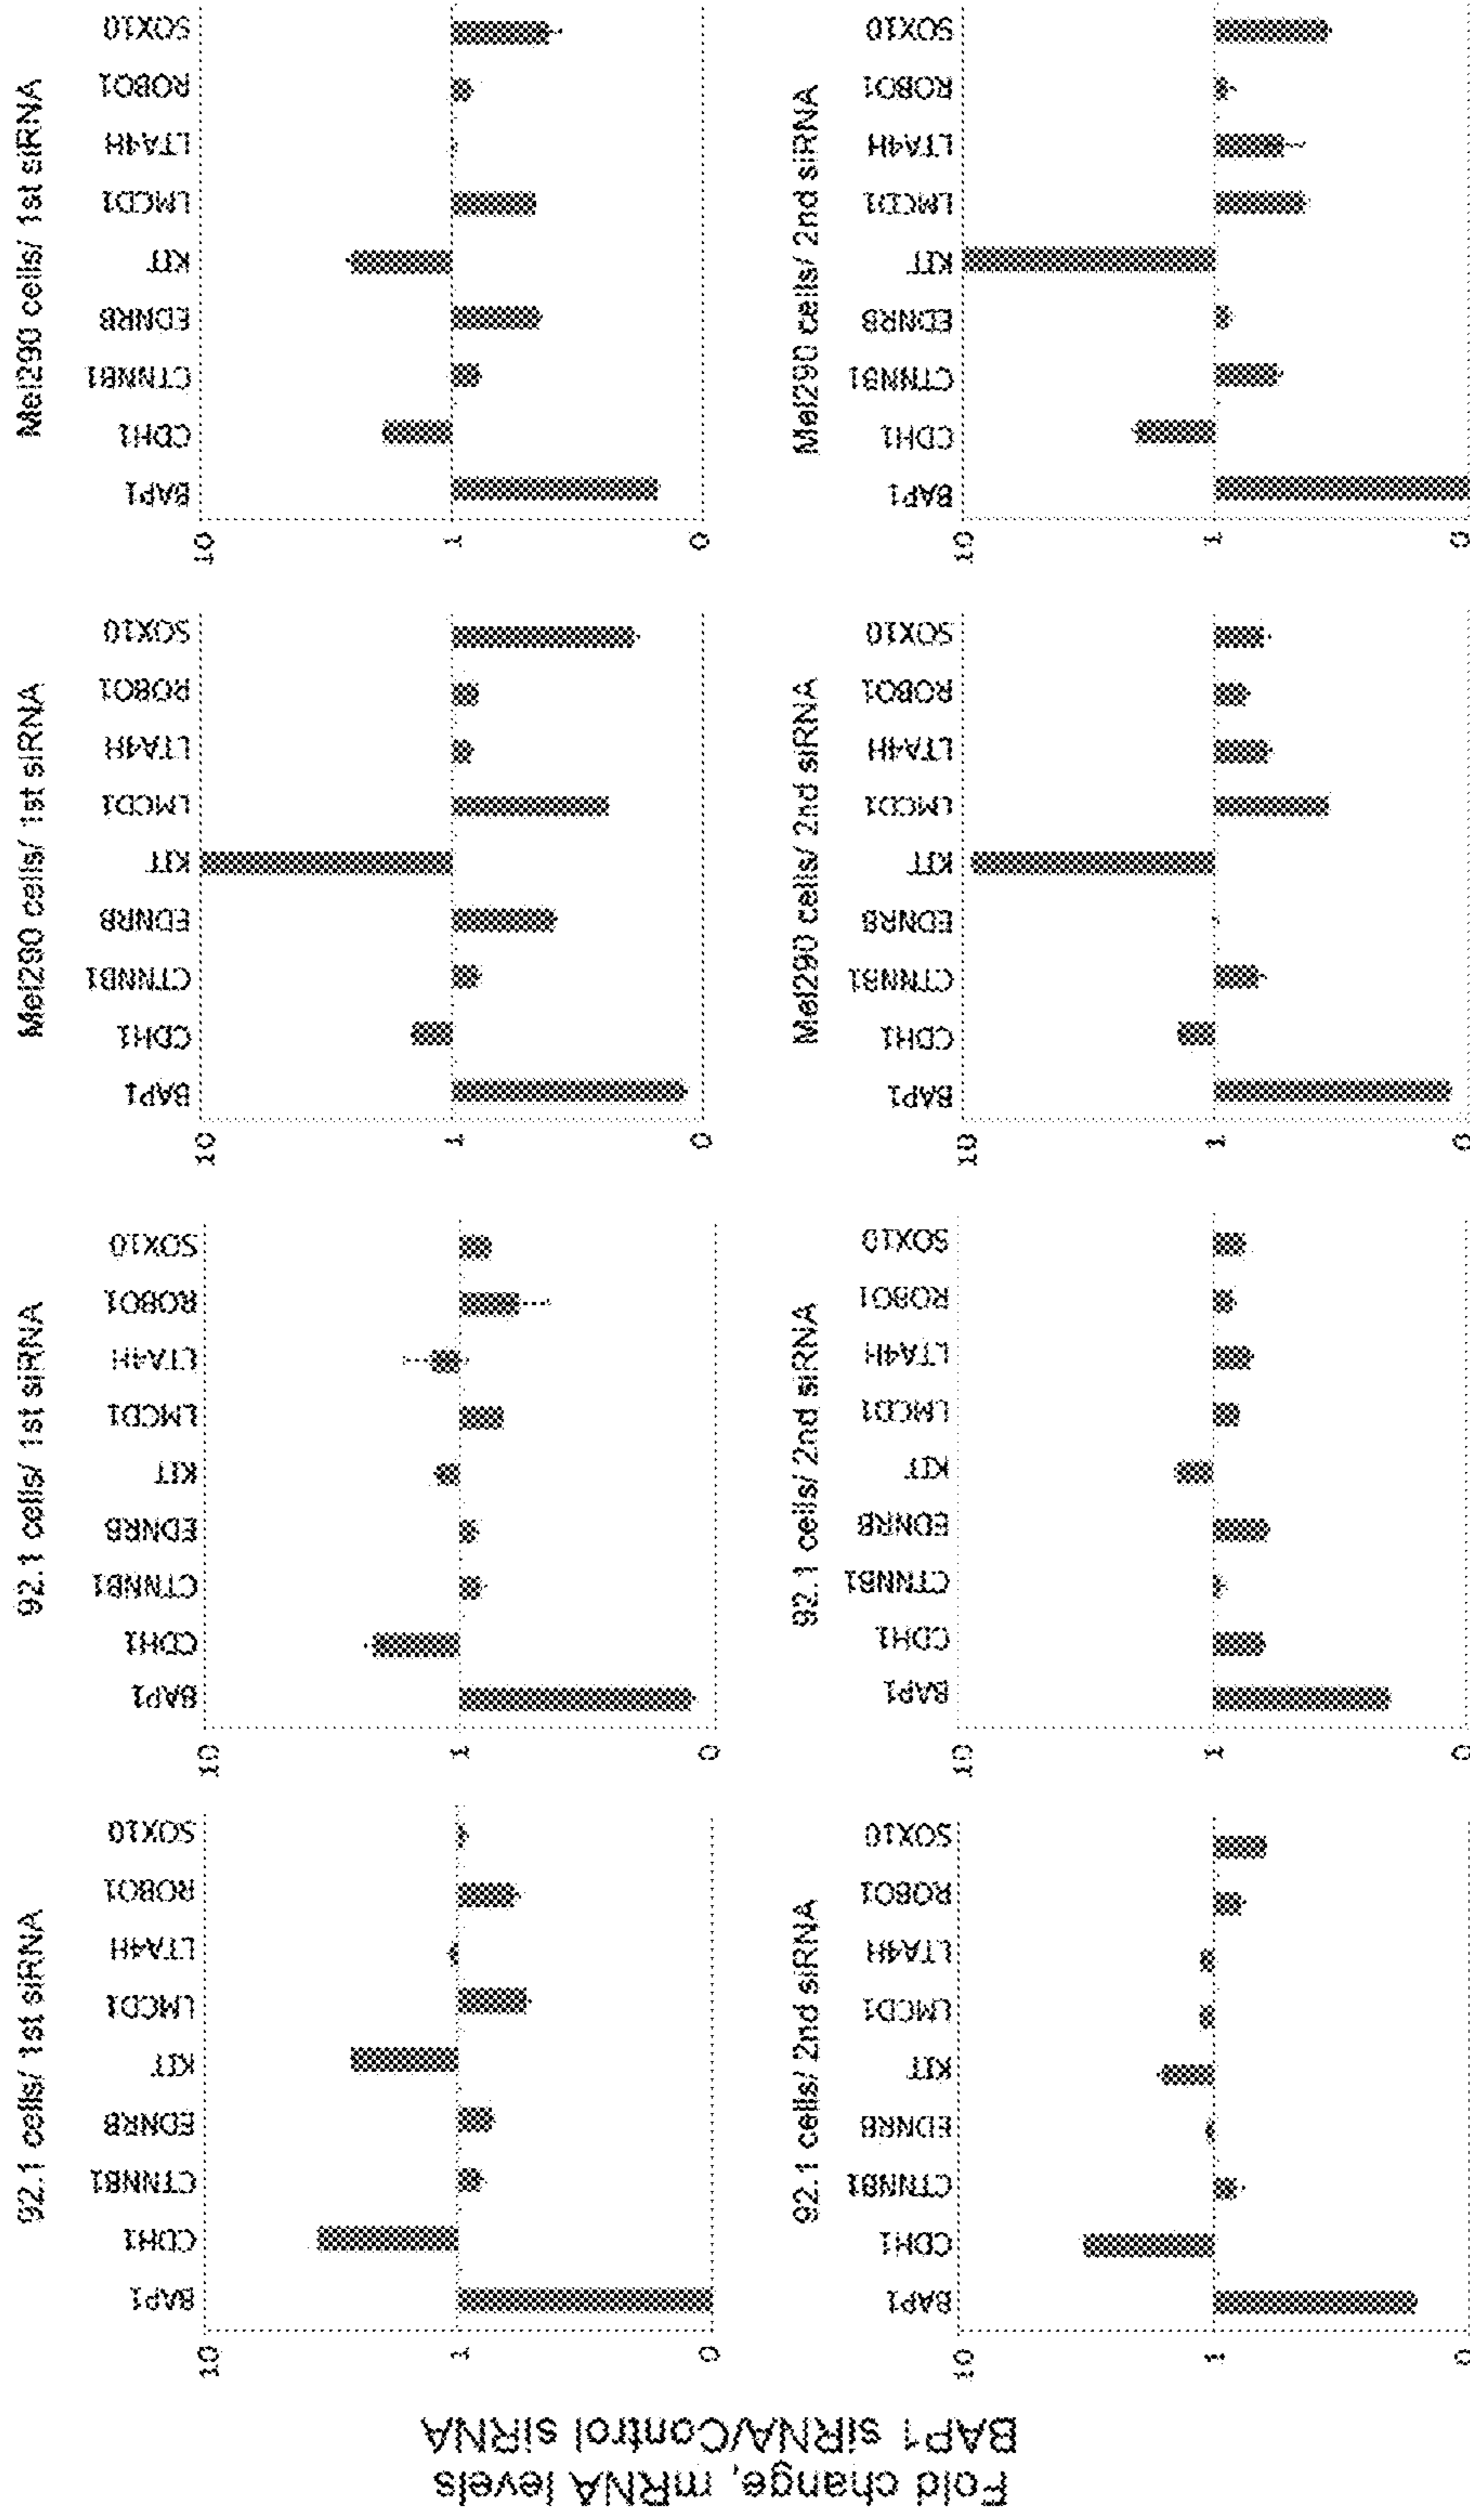 Fold change, mRNA levels
BAP1 siRNA/Control siRNA
92.1 cells/ 1st siRNA
10
1
0
BAP1
CDH1
CTNNB1
EDNRB
KIT
LMCD1
LTA4H
ROBO1
SOX10
92.1 cells/ 1st siRNA
10
1
0
BAP1
CDH1
CTNNB1
EDNRB
KIT
LMCD1
LTA4H
ROBO1
SOX10
Mel290 cells/ 1st siRNA
10
1
0
BAP1
CDH1
CTNNB1
EDNRB
KIT
LMCD1
LTA4H
ROBO1
SOX10
Mel290 cells/ 1st siRNA
10
1
0
BAP1
CDH1
CTNNB1
EDNRB
KIT
LMCD1
LTA4H
ROBO1
SOX10
92.1 cells/ 2nd siRNA
10
1
0
BAP1
CDH1
CTNNB1
EDNRB
KIT
LMCD1
LTA4H
ROBO1
SOX10
92.1 cells/ 2nd siRNA
10
1
0
BAP1
CDH1
CTNNB1
EDNRB
KIT
LMCD1
LTA4H
ROBO1
SOX10
Mel290 cells/ 2nd siRNA
10
1
0
BAP1
CDH1
CTNNB1
EDNRB
KIT
LMCD1
LTA4H
ROBO1
SOX10
Mel290 cells/ 2nd siRNA
10
1
0
BAP1
CDH1
CTNNB1
EDNRB
KIT
LMCD1
LTA4H
ROBO1
SOX10